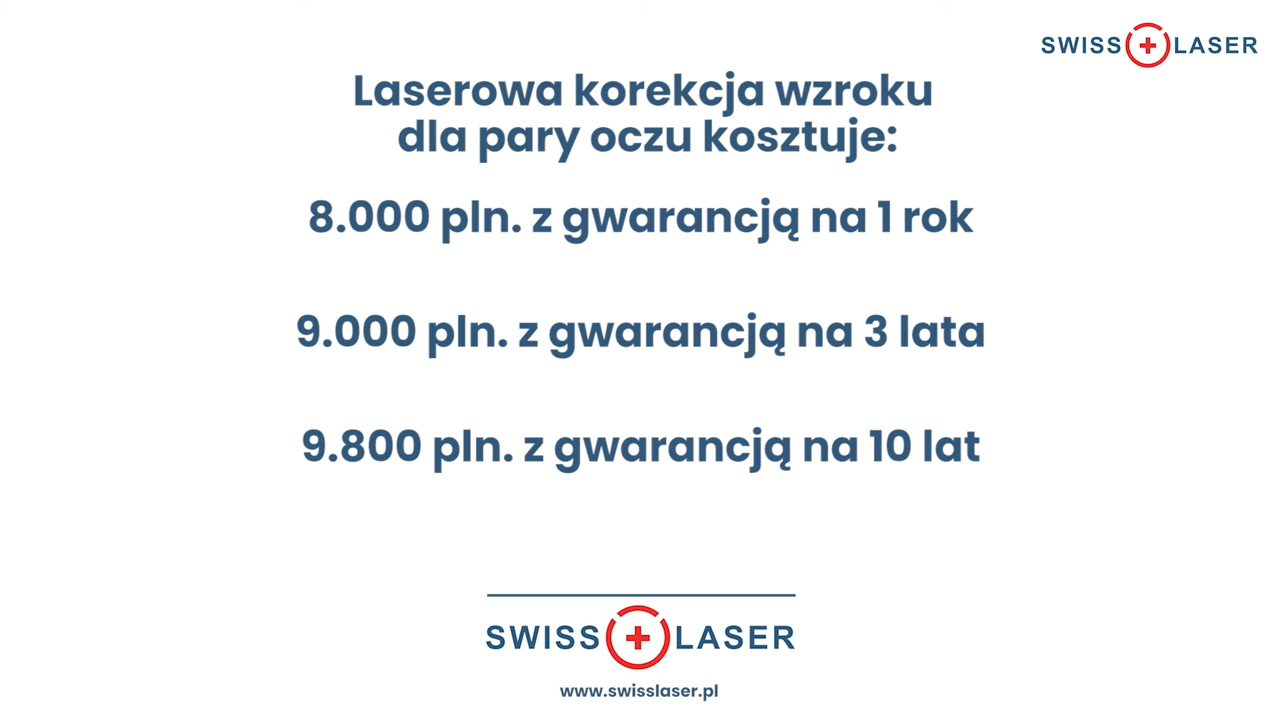 SWISS LASER
Laserowa korekcja wzroku
dla pary oczu kosztuje:
8.000 pln. z gwarancją na 1 rok
9.000 pln. z gwarancją na 3 lata
9.800 pln. z gwarancją na 10 lat
SWISS LASER
www.swisslaser.pl